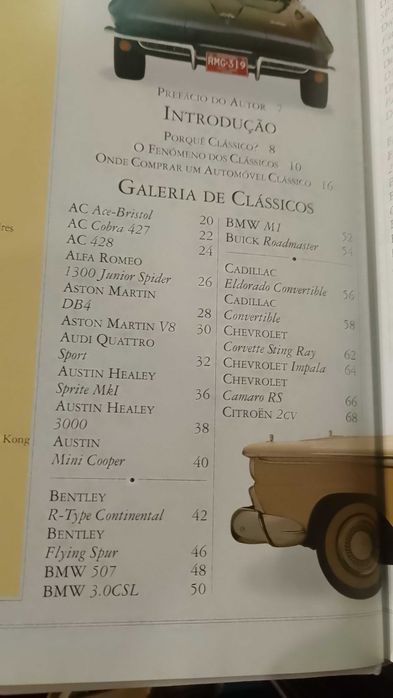 RMG·319
PREFÁCIO DO AUTOR 7
INTRODUÇÃO
PORQUÊ CLÁSSICO? 8
O FENÓMENO DOS CLÁSSICOS 10
ONDE COMPRAR UM AUTOMÓVEL CLÁSSICO 16
GALERIA DE CLÁSSICOS
AC Ace-Bristol 20
AC Cobra 427 22
AC 428 24
ALFA ROMEO
1300 Junior Spider 26
ASTON MARTIN
DB4 28
ASTON MARTIN V8 30
AUDI QUATTRO
Sport 32
AUSTIN HEALEY
Sprite MkI 36
AUSTIN HEALEY
3000 38
AUSTIN
Mini Cooper 40
BENTLEY
R-Type Continental 42
BENTLEY
Flying Spur 46
BMW 507 48
BMW 3.0CSL 50
BMW M1 52
BUICK Roadmaster 54
CADILLAC
Eldorado Convertible 56
CADILLAC
Convertible 58
CHEVROLET
Corvette Sting Ray 62
CHEVROLET Impala 64
CHEVROLET
Camaro RS 66
CITROËN 2CV 68
Kong